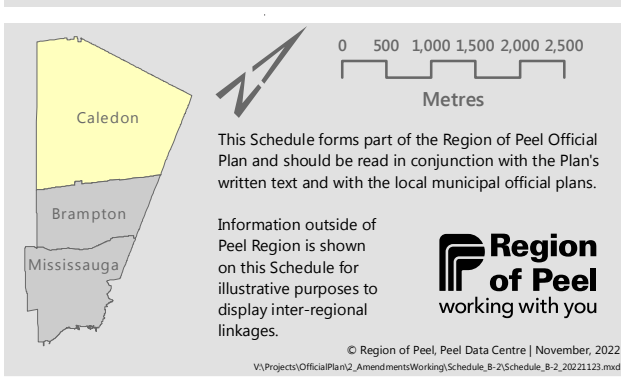 0 500 1,000 1,500 2,000 2,500
Metres
Caledon
Brampton
Mississauga
This Schedule forms part of the Region of Peel Official
Plan and should be read in conjunction with the Plan's
written text and with the local municipal official plans.
Information outside of
Peel Region is shown
on this Schedule for
illustrative purposes to
display inter-regional
linkages.
Region
of Peel
working with you
© Region of Peel, Peel Data Centre | November, 2022
V:\Projects\OfficialPlan\2_AmendmentsWorking\Schedule_B-2\Schedule_B-2_20221123.mxd